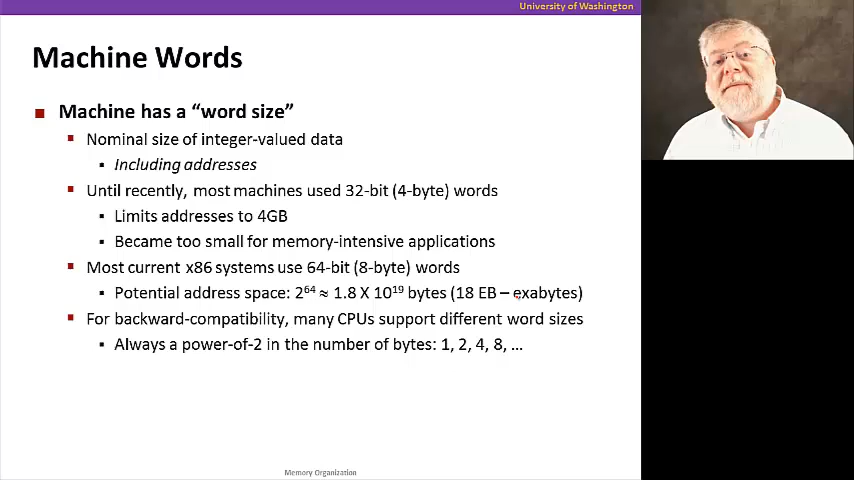 University of Washington
Machine Words
■ Machine has a “word size”
▪ Nominal size of integer-valued data
▪ Including addresses
▪ Until recently, most machines used 32-bit (4-byte) words
▪ Limits addresses to 4GB
▪ Became too small for memory-intensive applications
▪ Most current x86 systems use 64-bit (8-byte) words
▪ Potential address space: 2⁶⁴ ≈ 1.8 X 10¹⁹ bytes (18 EB – exabytes)
▪ For backward-compatibility, many CPUs support different word sizes
▪ Always a power-of-2 in the number of bytes: 1, 2, 4, 8, …
Memory Organization